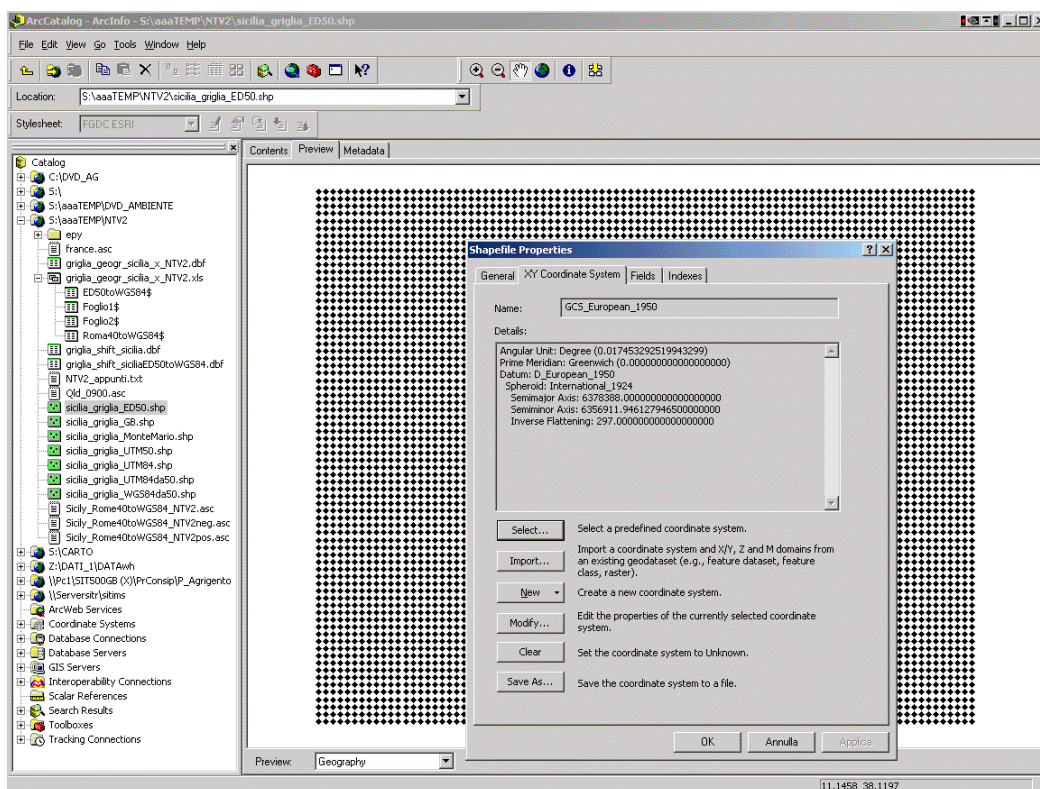 ArcCatalog - ArcInfo - S:\aaaTEMP\NTV2\sicilia_griglia_ED50.shp
File Edit View Go Tools Window Help
Location: S:\aaaTEMP\NTV2\sicilia_griglia_ED50.shp
Stylesheet: FGDC ESRI
Contents Preview Metadata
Catalog
C:\DVD_AG
S:\
S:\aaaTEMP\DVD_AMBIENTE
S:\aaaTEMP\NTV2
epy
france.asc
griglia_geogr_sicilia_x_NTV2.dbf
griglia_geogr_sicilia_x_NTV2.xls
ED50toWGS84$
Foglio1$
Foglio2$
Roma40toWGS84$
griglia_shift_sicilia.dbf
griglia_shift_siciliaED50toWGS84.dbf
NTV2_appunti.txt
Qld_0900.asc
sicilia_griglia_ED50.shp
sicilia_griglia_GB.shp
sicilia_griglia_MonteMario.shp
sicilia_griglia_UTM50.shp
sicilia_griglia_UTM84.shp
sicilia_griglia_UTM84da50.shp
sicilia_griglia_WGS84da50.shp
Sicily_Rome40toWGS84_NTV2.asc
Sicily_Rome40toWGS84_NTV2neg.asc
Sicily_Rome40toWGS84_NTV2pos.asc
S:\CARTO
Z:\DATI_1\DATAwh
\\Pc1\SIT500GB (X)\PrConsip\P_Agrigento
\\Serversitr\sitims
ArcWeb Services
Coordinate Systems
Database Connections
Database Servers
GIS Servers
Interoperability Connections
Scalar References
Search Results
Toolboxes
Tracking Connections
Shapefile Properties
General XY Coordinate System Fields Indexes
Name: GCS_European_1950
Details:
Angular Unit: Degree (0.017453292519943299)
Prime Meridian: Greenwich (0.000000000000000000)
Datum: D_European_1950
Spheroid: International_1924
Semimajor Axis: 6378388.000000000000000000
Semiminor Axis: 6356911.946127946500000000
Inverse Flattening: 297.000000000000000000
Select... Select a predefined coordinate system.
Import... Import a coordinate system and X/Y, Z and M domains from
an existing geodataset (e.g., feature dataset, feature
class, raster).
New Create a new coordinate system.
Modify... Edit the properties of the currently selected coordinate
system.
Clear Set the coordinate system to Unknown.
Save As... Save the coordinate system to a file.
OK Annulla Applica
Preview: Geography
11,1458 38,1197